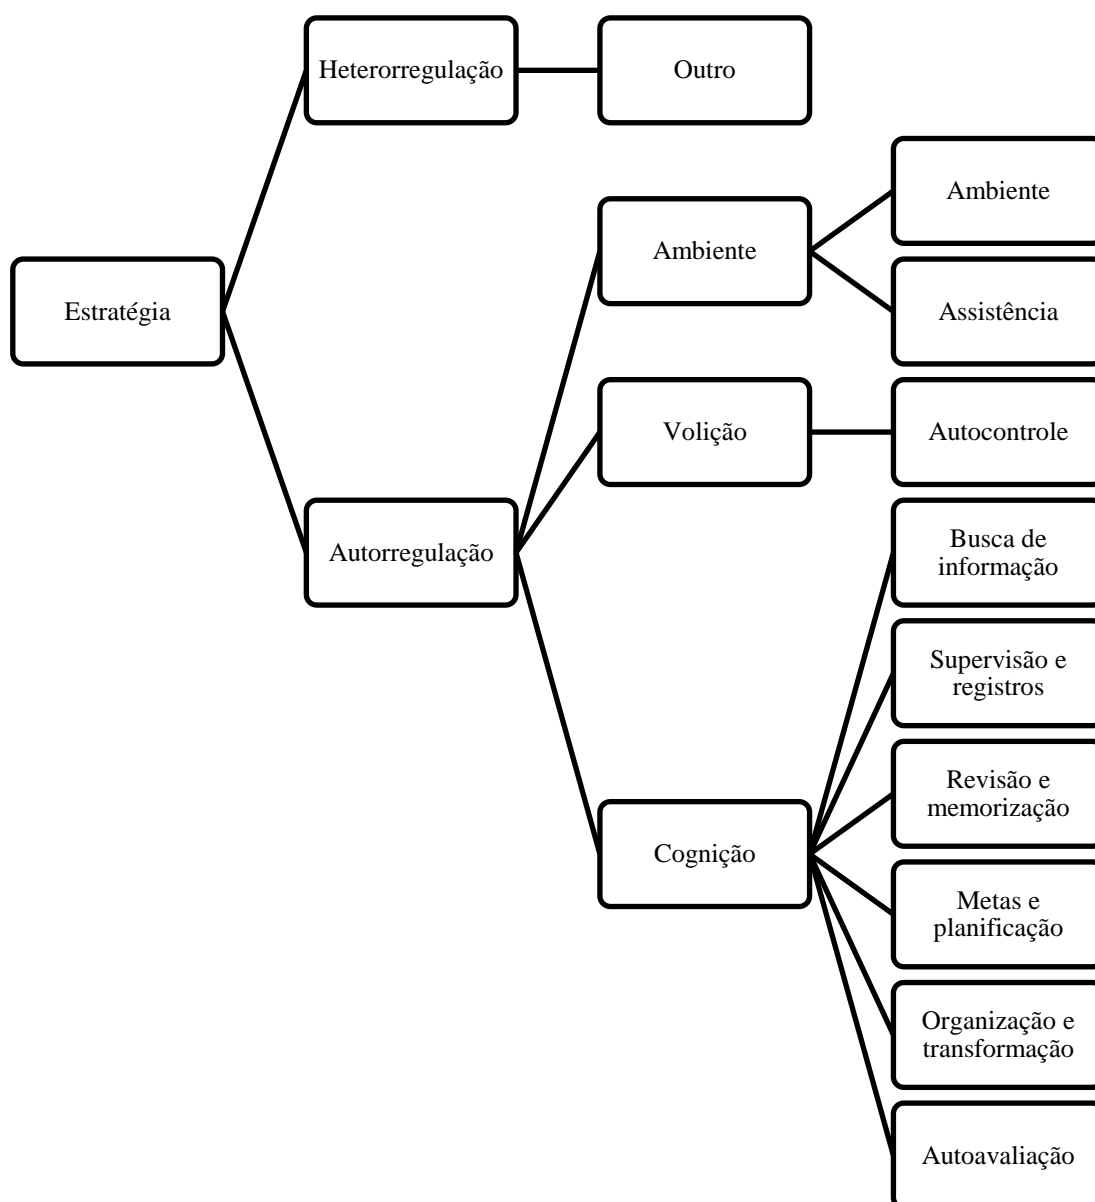 Heterorregulação
Outro
Ambiente
Ambiente
Estratégia
Assistência
Volição
Autocontrole
Autorregulação
Busca de
informação
Supervisão e
registros
Revisão e
memorização
Cognição
Metas e
planificação
Organização e
transformação
Autoavaliação